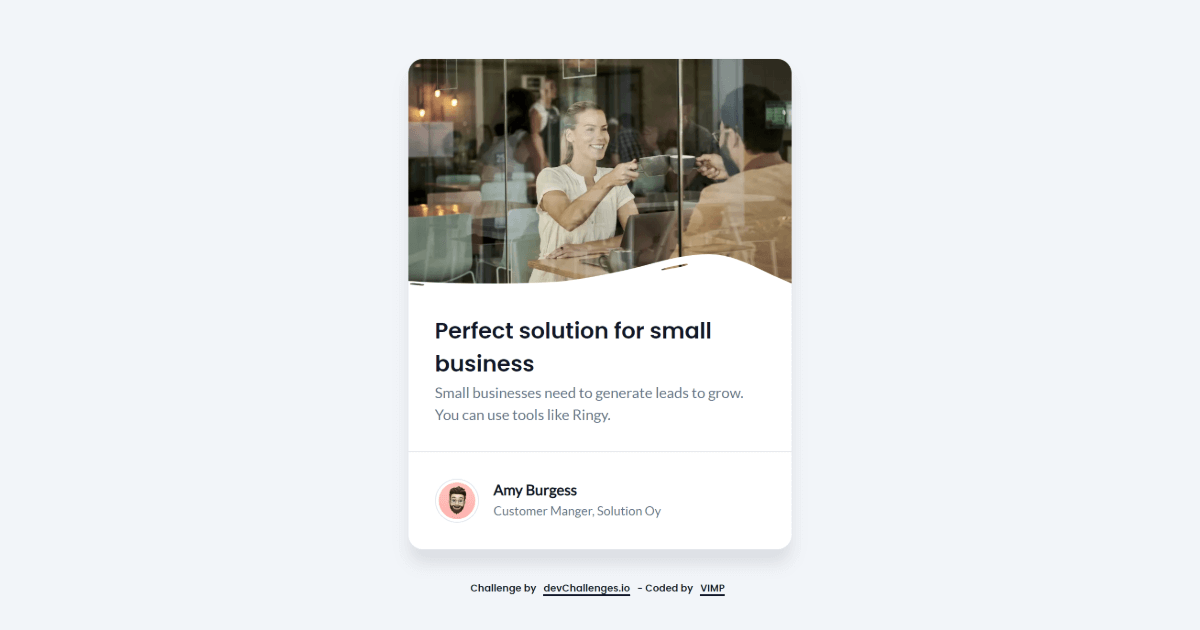 Perfect solution for small
business
Small businesses need to generate leads to grow.
You can use tools like Ringy.
Amy Burgess
Customer Manger, Solution Oy
Challenge by devChallenges.io - Coded by VIMP